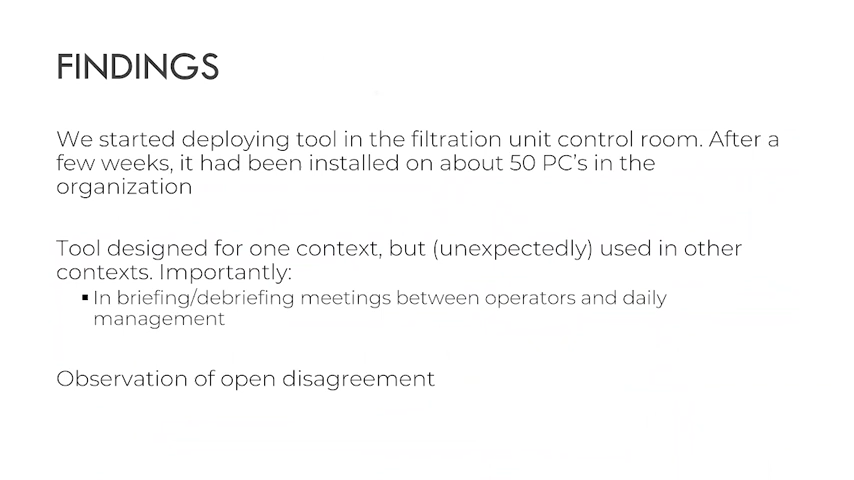 FINDINGS
We started deploying tool in the filtration unit control room. After a
few weeks, it had been installed on about 50 PC’s in the
organization
Tool designed for one context, but (unexpectedly) used in other
contexts. Importantly:
▪ In briefing/debriefing meetings between operators and daily
management
Observation of open disagreement